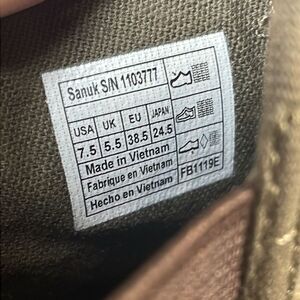 Sanuk S/N 1103777
USA UK EU JAPAN
7.5 5.5 38.5 24.5
Made in Vietnam
Fabrique en Vietnam
Hecho en Vietnam
FB1119E